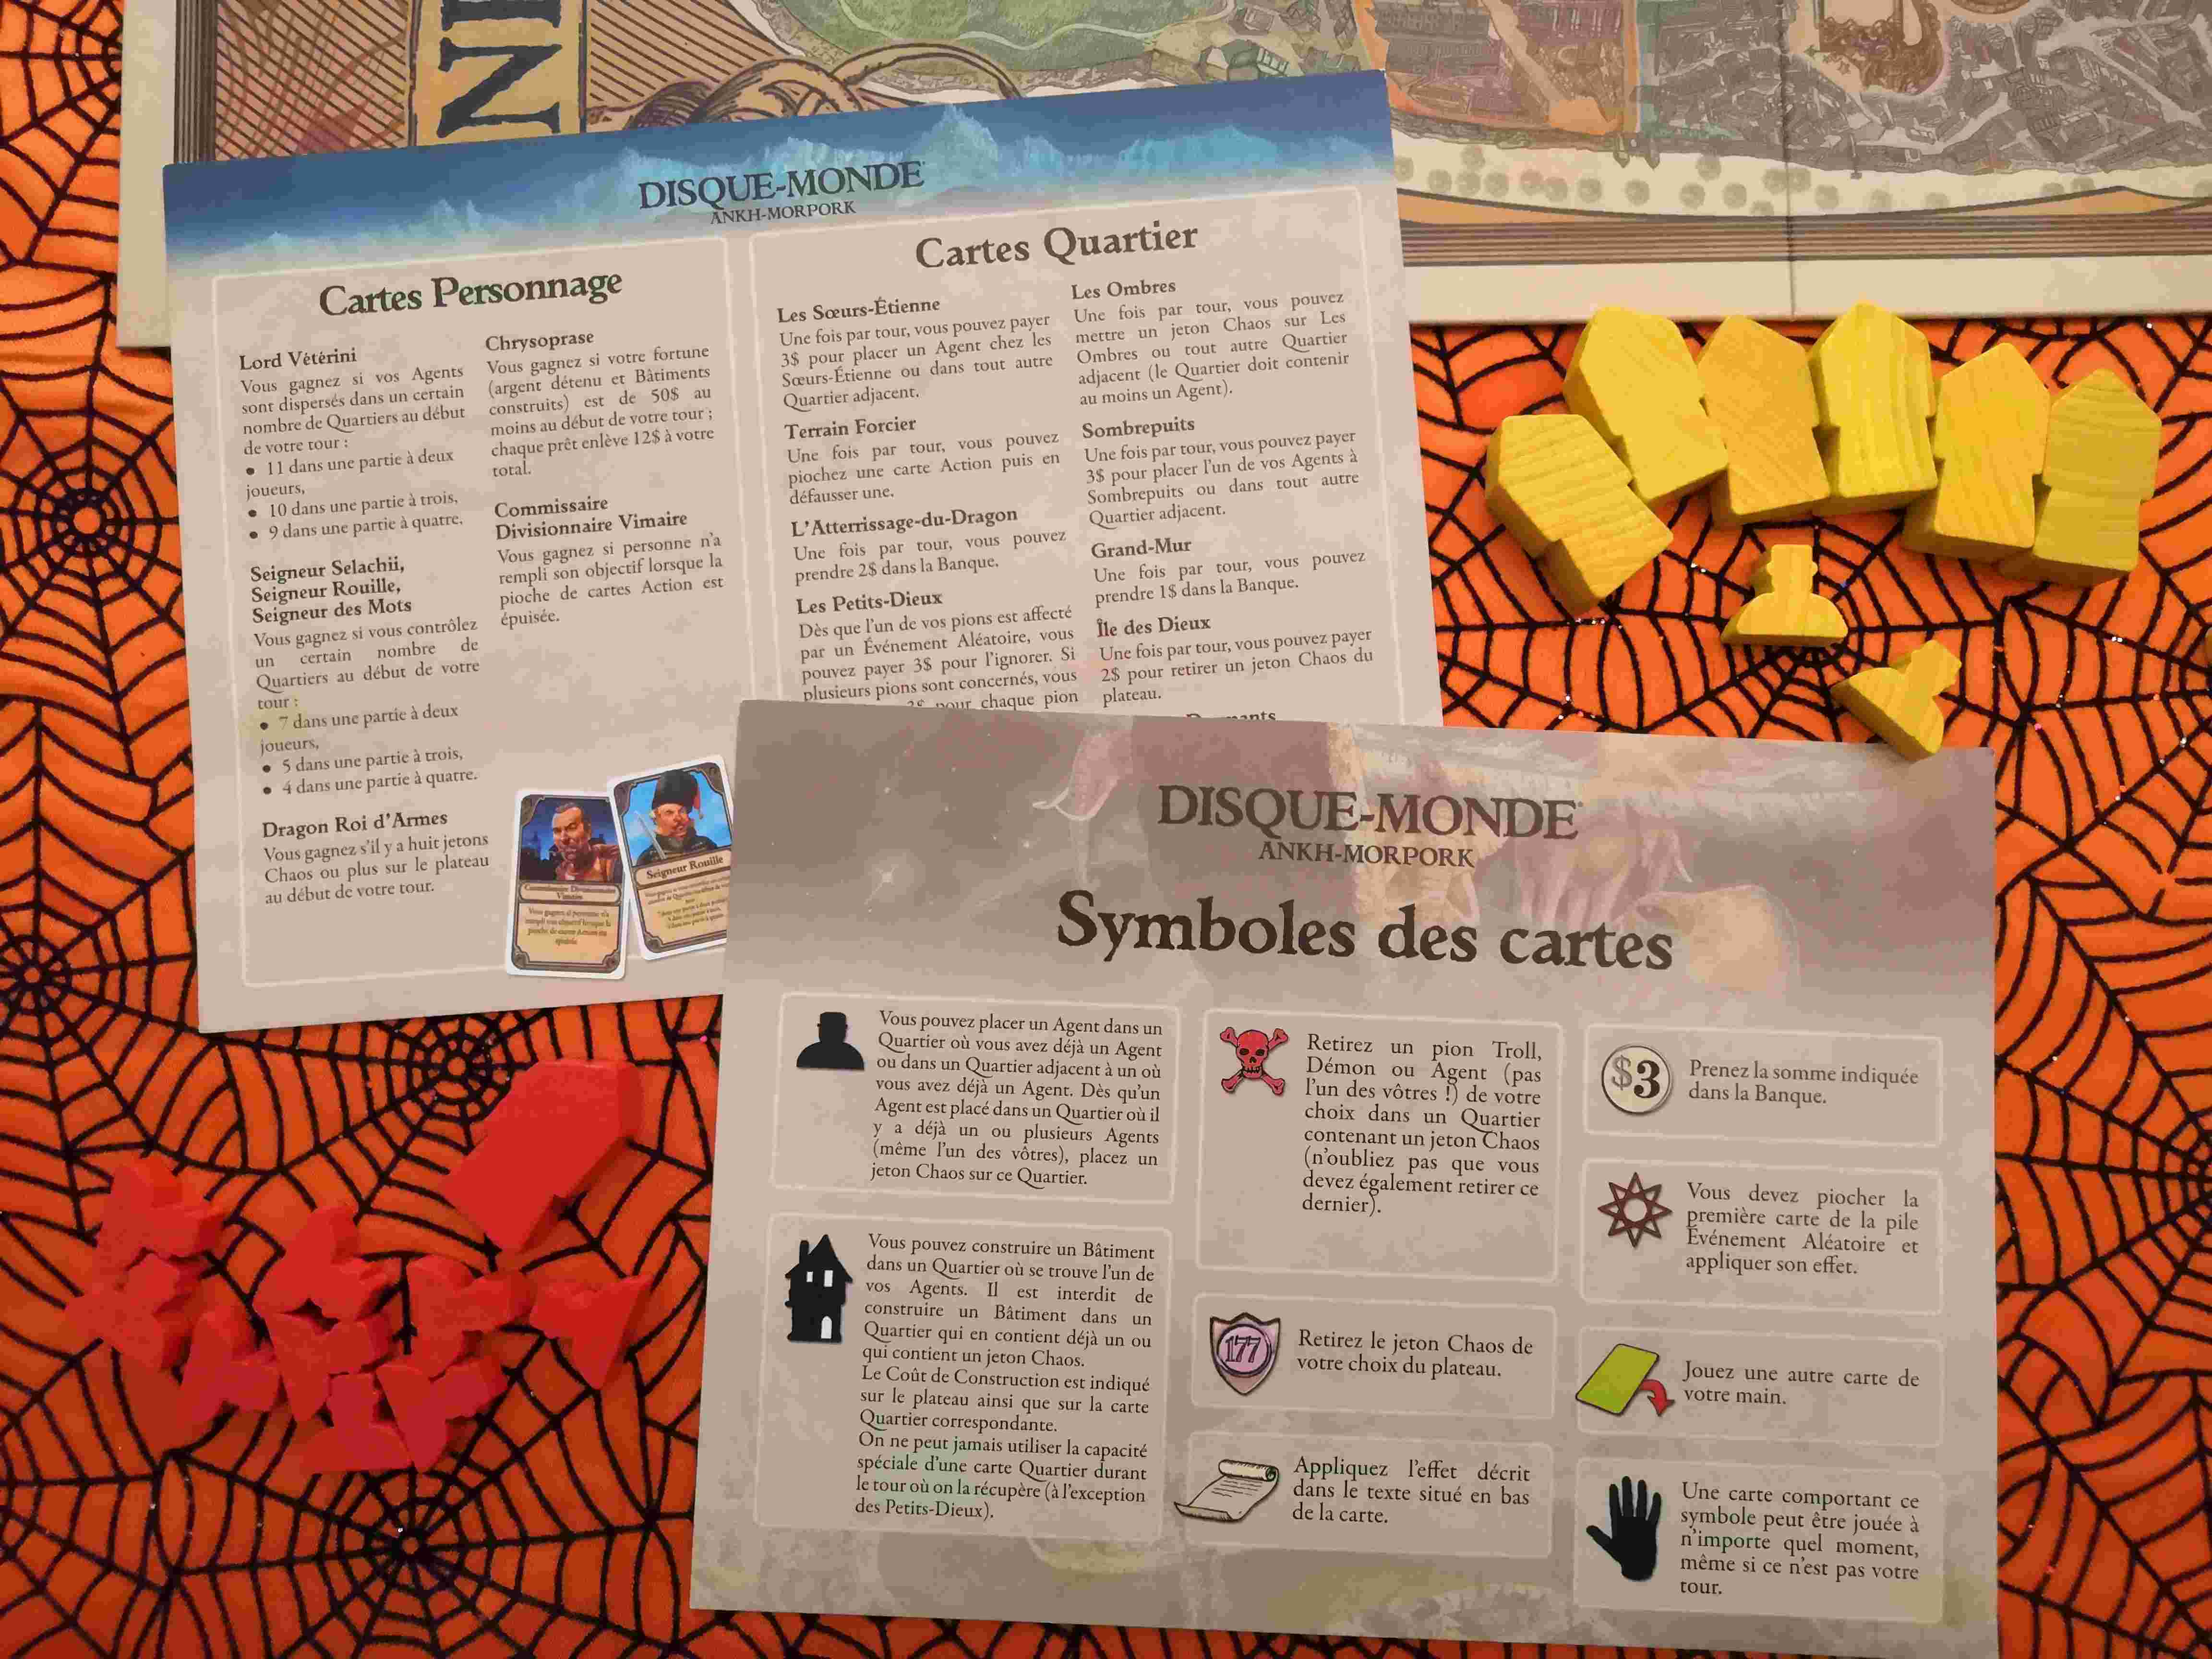 DISQUE-MONDE
ANKH-MORPORK
Cartes Personnage
Lord Vétérini
Vous gagnez si vos Agents
sont dispersés dans un certain
nombre de Quartiers au début
de votre tour :
• 11 dans une partie à deux
joueurs,
• 10 dans une partie à trois,
• 9 dans une partie à quatre.
Seigneur Selachii,
Seigneur Rouille,
Seigneur des Mots
Vous gagnez si vous contrôlez
un certain nombre de
Quartiers au début de votre
tour :
• 7 dans une partie à deux
joueurs,
• 5 dans une partie à trois,
• 4 dans une partie à quatre.
Dragon Roi d'Armes
Vous gagnez s'il y a huit jetons
Chaos ou plus sur le plateau
au début de votre tour.
Chrysoprase
Vous gagnez si votre fortune
(argent détenu et Bâtiments
construits) est de 50$ au
moins au début de votre tour ;
chaque prêt enlève 12$ à votre
total.
Commissaire
Divisionnaire Vimaire
Vous gagnez si personne n'a
rempli son objectif lorsque la
pioche de cartes Action est
épuisée.
Commissaire Divisionnaire
Vimaire
Vous gagnez si personne n'a
rempli son objectif lorsque la
pioche de cartes Action est
épuisée.
Seigneur Rouille
Cartes Quartier
Les Sœurs-Étienne
Une fois par tour, vous pouvez payer
3$ pour placer un Agent chez les
Sœurs-Étienne ou dans tout autre
Quartier adjacent.
Terrain Forcier
Une fois par tour, vous pouvez
piochez une carte Action puis en
défausser une.
L'Atterrissage-du-Dragon
Une fois par tour, vous pouvez
prendre 2$ dans la Banque.
Les Petits-Dieux
Dès que l'un de vos pions est affecté
par un Événement Aléatoire, vous
pouvez payer 3$ pour l'ignorer. Si
plusieurs pions sont concernés, vous
pour chaque pion
Les Ombres
Une fois par tour, vous pouvez
mettre un jeton Chaos sur Les
Ombres ou tout autre Quartier
adjacent (le Quartier doit contenir
au moins un Agent).
Sombrepuits
Une fois par tour, vous pouvez payer
3$ pour placer l'un de vos Agents à
Sombrepuits ou dans tout autre
Quartier adjacent.
Grand-Mur
Une fois par tour, vous pouvez
prendre 1$ dans la Banque.
Île des Dieux
Une fois par tour, vous pouvez payer
2$ pour retirer un jeton Chaos du
plateau.
DISQUE-MONDE
ANKH-MORPORK
Symboles des cartes
Vous pouvez placer un Agent dans un
Quartier où vous avez déjà un Agent
ou dans un Quartier adjacent à un où
vous avez déjà un Agent. Dès qu'un
Agent est placé dans un Quartier où il
y a déjà un ou plusieurs Agents
(même l'un des vôtres), placez un
jeton Chaos sur ce Quartier.
Vous pouvez construire un Bâtiment
dans un Quartier où se trouve l'un de
vos Agents. Il est interdit de
construire un Bâtiment dans un
Quartier qui en contient déjà un ou
qui contient un jeton Chaos.
Le Coût de Construction est indiqué
sur le plateau ainsi que sur la carte
Quartier correspondante.
On ne peut jamais utiliser la capacité
spéciale d'une carte Quartier durant
le tour où on la récupère (à l'exception
des Petits-Dieux).
Retirez un pion Troll,
Démon ou Agent (pas
l'un des vôtres !) de votre
choix dans un Quartier
contenant un jeton Chaos
(n'oubliez pas que vous
devez également retirer ce
dernier).
177
Retirez le jeton Chaos de
votre choix du plateau.
Appliquez l'effet décrit
dans le texte situé en bas
de la carte.
$3
Prenez la somme indiquée
dans la Banque.
Vous devez piocher la
première carte de la pile
Événement Aléatoire et
appliquer son effet.
Jouez une autre carte de
votre main.
Une carte comportant ce
symbole peut être jouée à
n'importe quel moment,
même si ce n'est pas votre
tour.